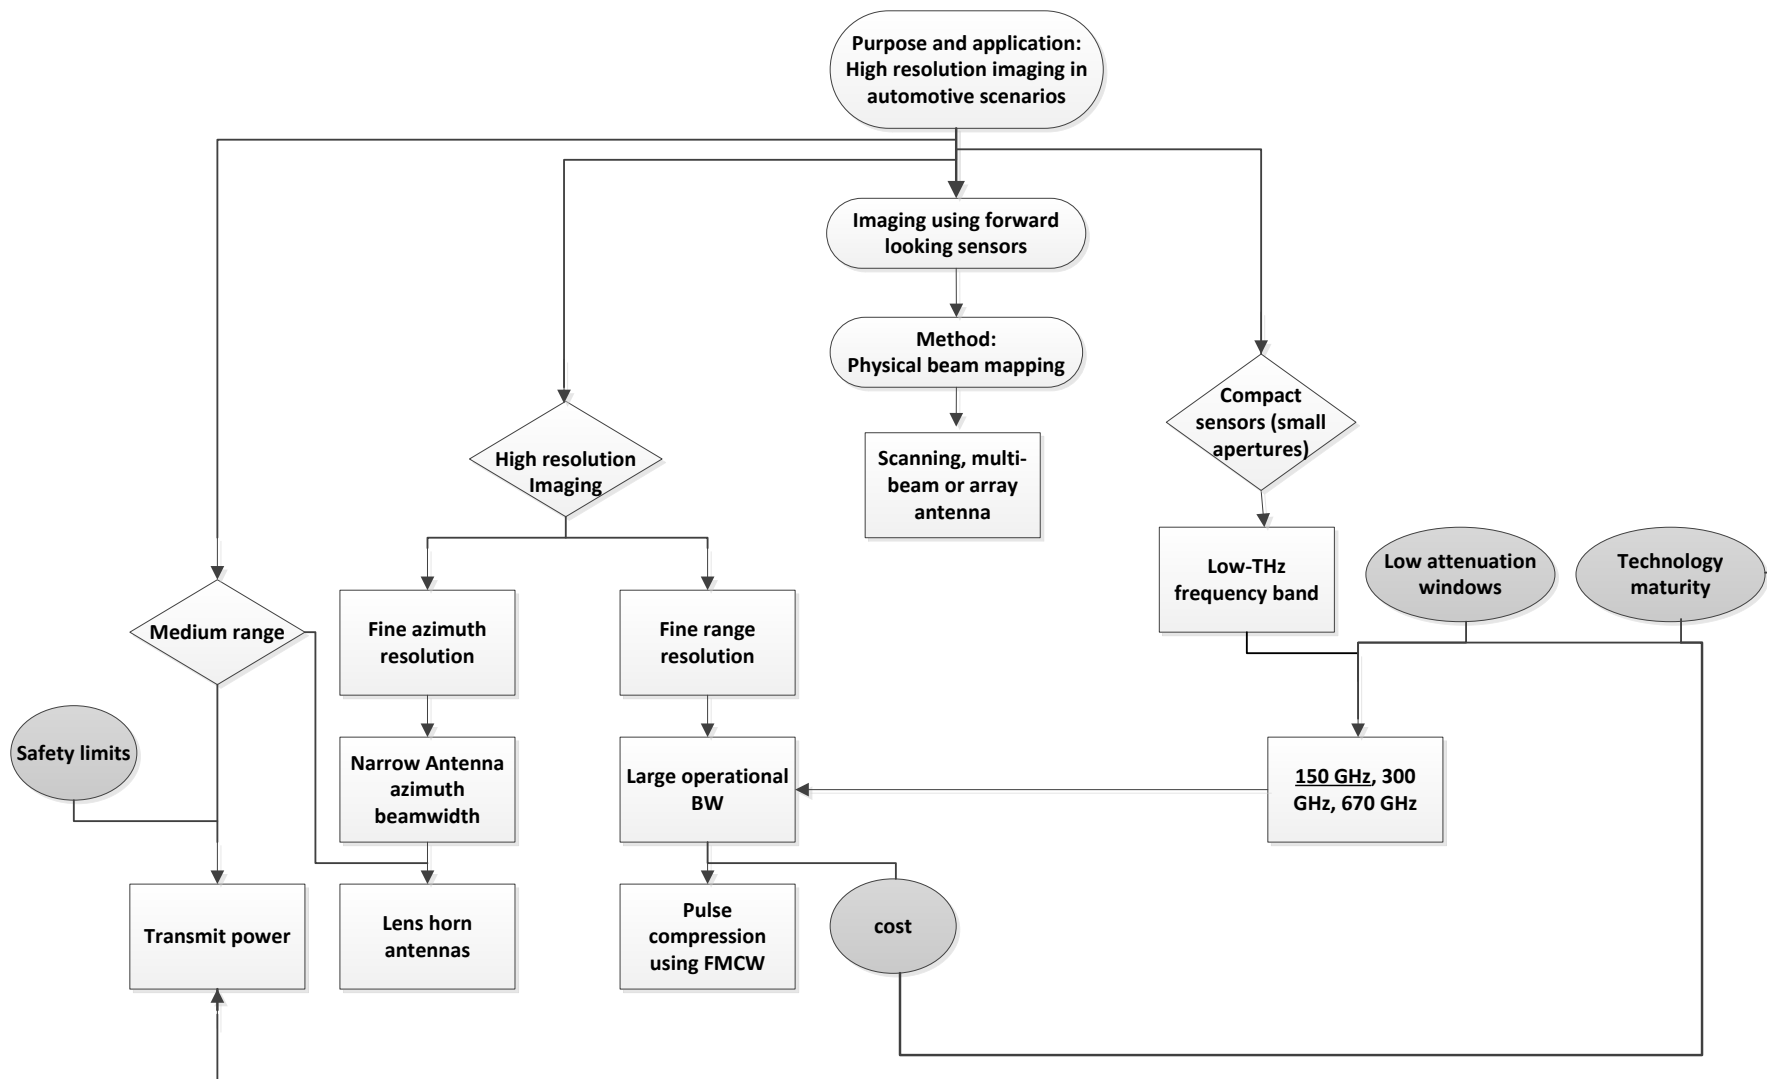 Purpose and application:
High resolution imaging in
automotive scenarios
Imaging using forward
looking sensors
Method:
Physical beam mapping
Scanning, multi-
beam or array
antenna
Compact
sensors (small
apertures)
High resolution
Imaging
Low-THz
frequency band
Low attenuation
windows
Technology
maturity
Medium range
Fine azimuth
resolution
Fine range
resolution
Safety limits
Narrow Antenna
azimuth
beamwidth
Large operational
BW
150 GHz, 300
GHz, 670 GHz
Transmit power
Lens horn
antennas
Pulse
compression
using FMCW
cost